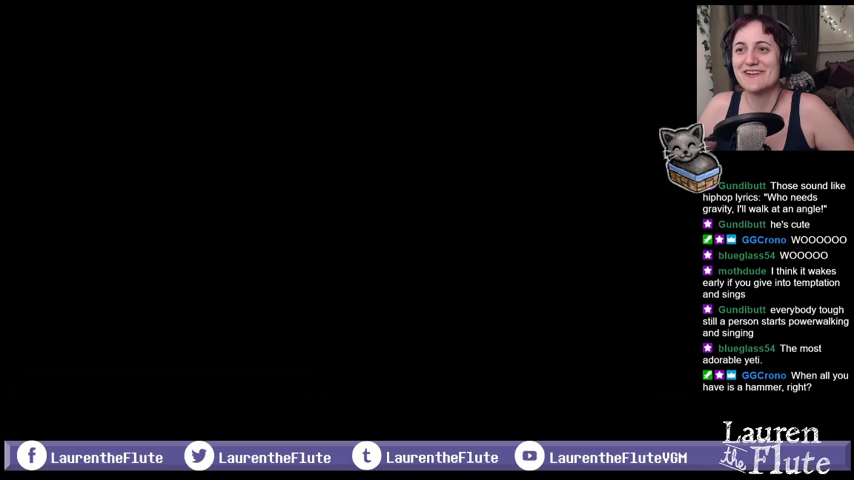 Gundibutt Those sound like
hiphop lyrics: "Who needs
gravity, I'll walk at an angle!"
Gundibutt he's cute
GGCrono WOOOOOO
blueglass54 WOOOOO
mothdude I think it wakes
early if you give into temptation
and sings
Gundibutt everybody tough
still a person starts powerwalking
and singing
blueglass54 The most
adorable yeti.
GGCrono When all you
have is a hammer, right?
Lauren
the Flute
LaurentheFlute
LaurentheFlute
LaurentheFlute
LaurentheFluteVGM